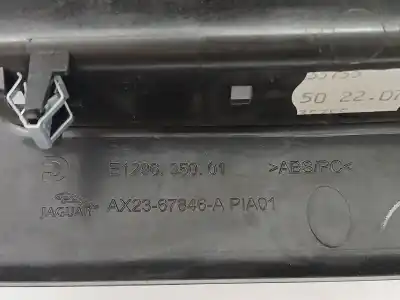 50 22.07
E1206.350.01 >ABS/PC<
JAGUAR AX23-67846-A PIA01